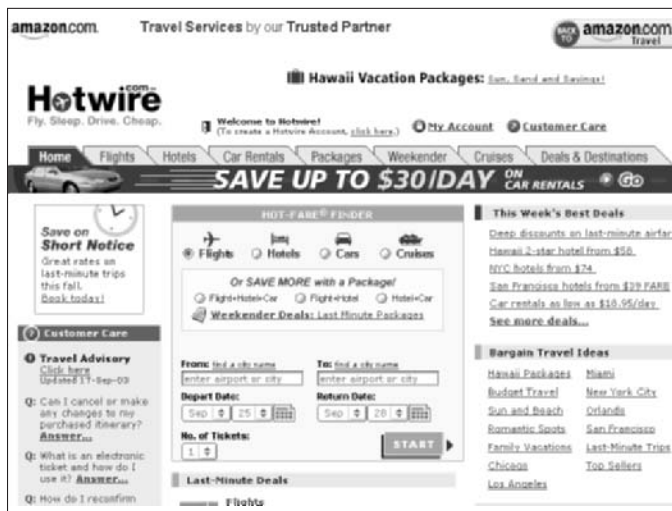 amazon.com
Travel Services by our Trusted Partner
BACK TO amazon.com Travel
Hotwire.com
Fly. Sleep. Drive. Cheap.
Hawaii Vacation Packages: Sun, Sand and Savings!
Welcome to Hotwire!
(To create a Hotwire Account, click here.)
My Account
Customer Care
Home Flights Hotels Car Rentals Packages Weekender Cruises Deals & Destinations
SAVE UP TO $30/DAY ON CAR RENTALS Go
Save on
Short Notice
Great rates on
last-minute trips
this fall.
Book today!
Customer Care
Travel Advisory
Click here
Updated 17-Sep-03
Q: Can I cancel or make
any changes to my
purchased itinerary?
Answer...
Q: What is an electronic
ticket and how do I
use it? Answer...
Q: How do I reconfirm
HOT-FARE® FINDER
Flights Hotels Cars Cruises
Or SAVE MORE with a Package!
Flight+Hotel+Car Flight+Hotel Hotel+Car
Weekender Deals: Last Minute Packages
From: find a city name
To: find a city name
enter airport or city
enter airport or city
Depart Date:
Return Date:
Sep 25
Sep 28
No. of Tickets:
1
START
Last-Minute Deals
Flights
This Week's Best Deals
Deep discounts on last-minute airfar
Hawaii 2-star hotel from $58
NYC hotels from $74
San Francisco hotels from $39 FARE
Car rentals as low as $18.95/day
See more deals...
Bargain Travel Ideas
Hawaii Packages Miami
Budget Travel New York City
Sun and Beach Orlando
Romantic Spots San Francisco
Family Vacations Last-Minute Trips
Chicago Top Sellers
Los Angeles